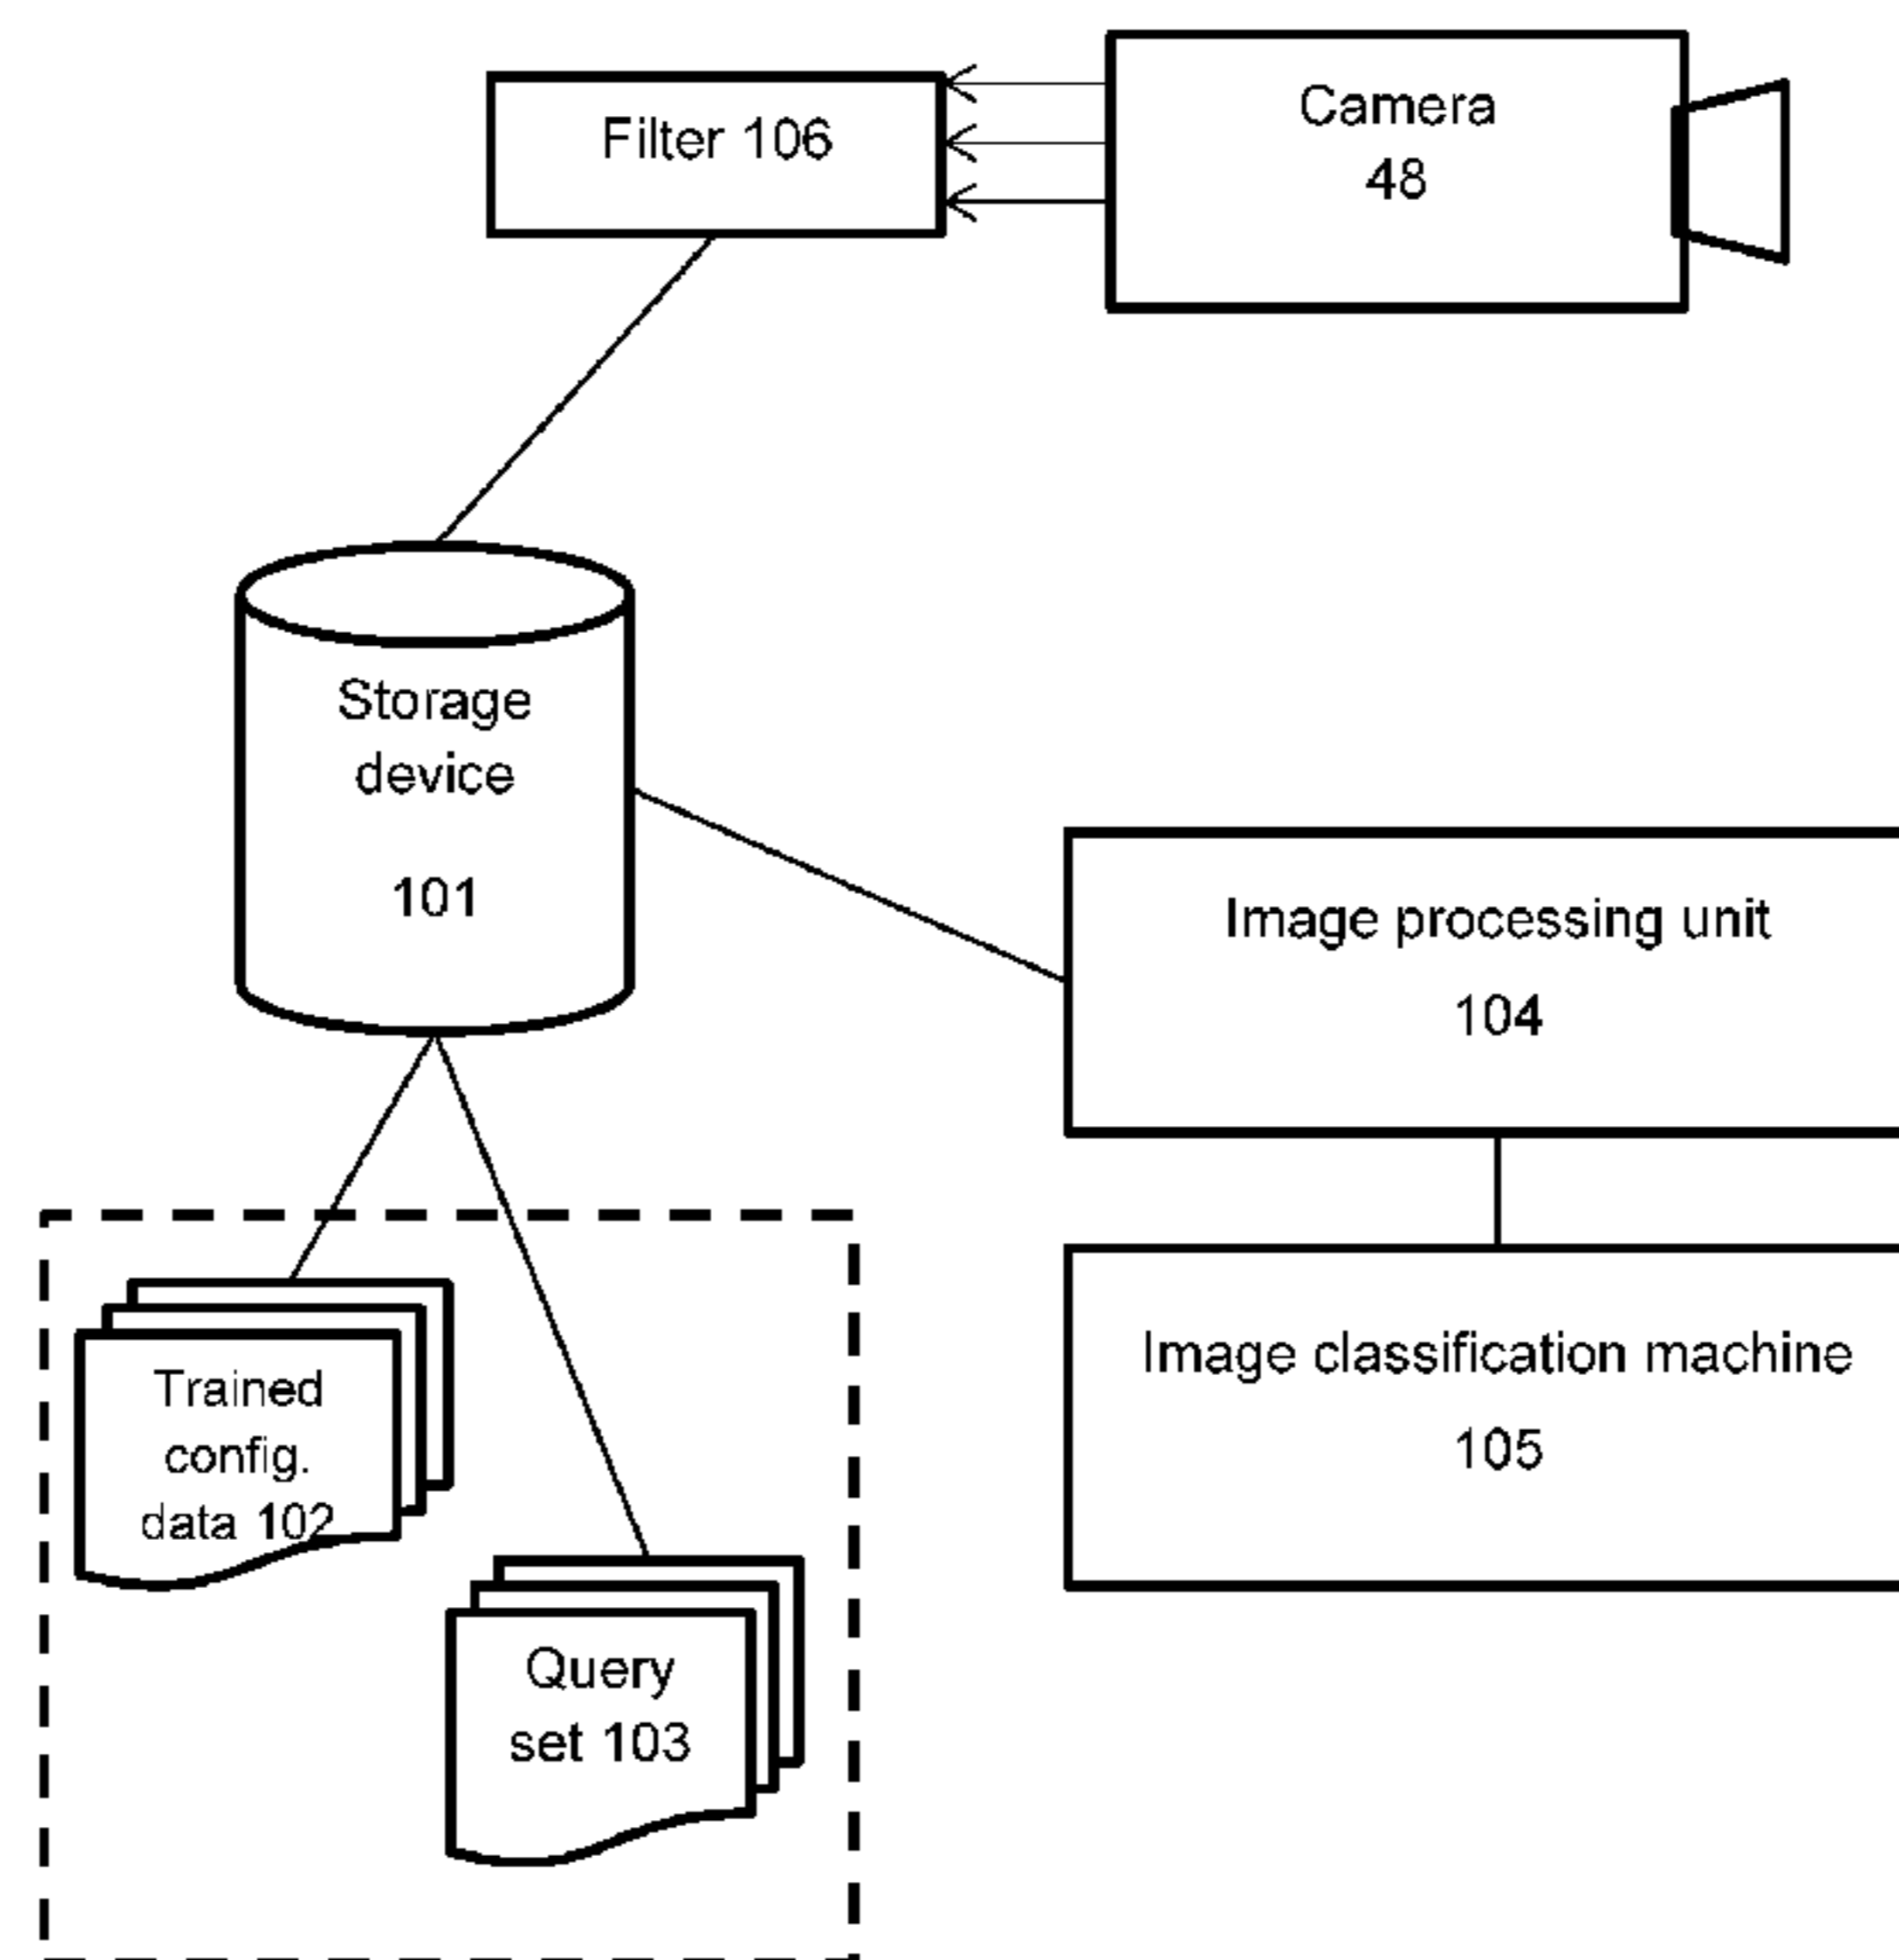 Filter 106
Camera
48
Storage
device
101
Image processing unit
104
Image classification machine
105
Trained
config.
data 102
Query
set 103